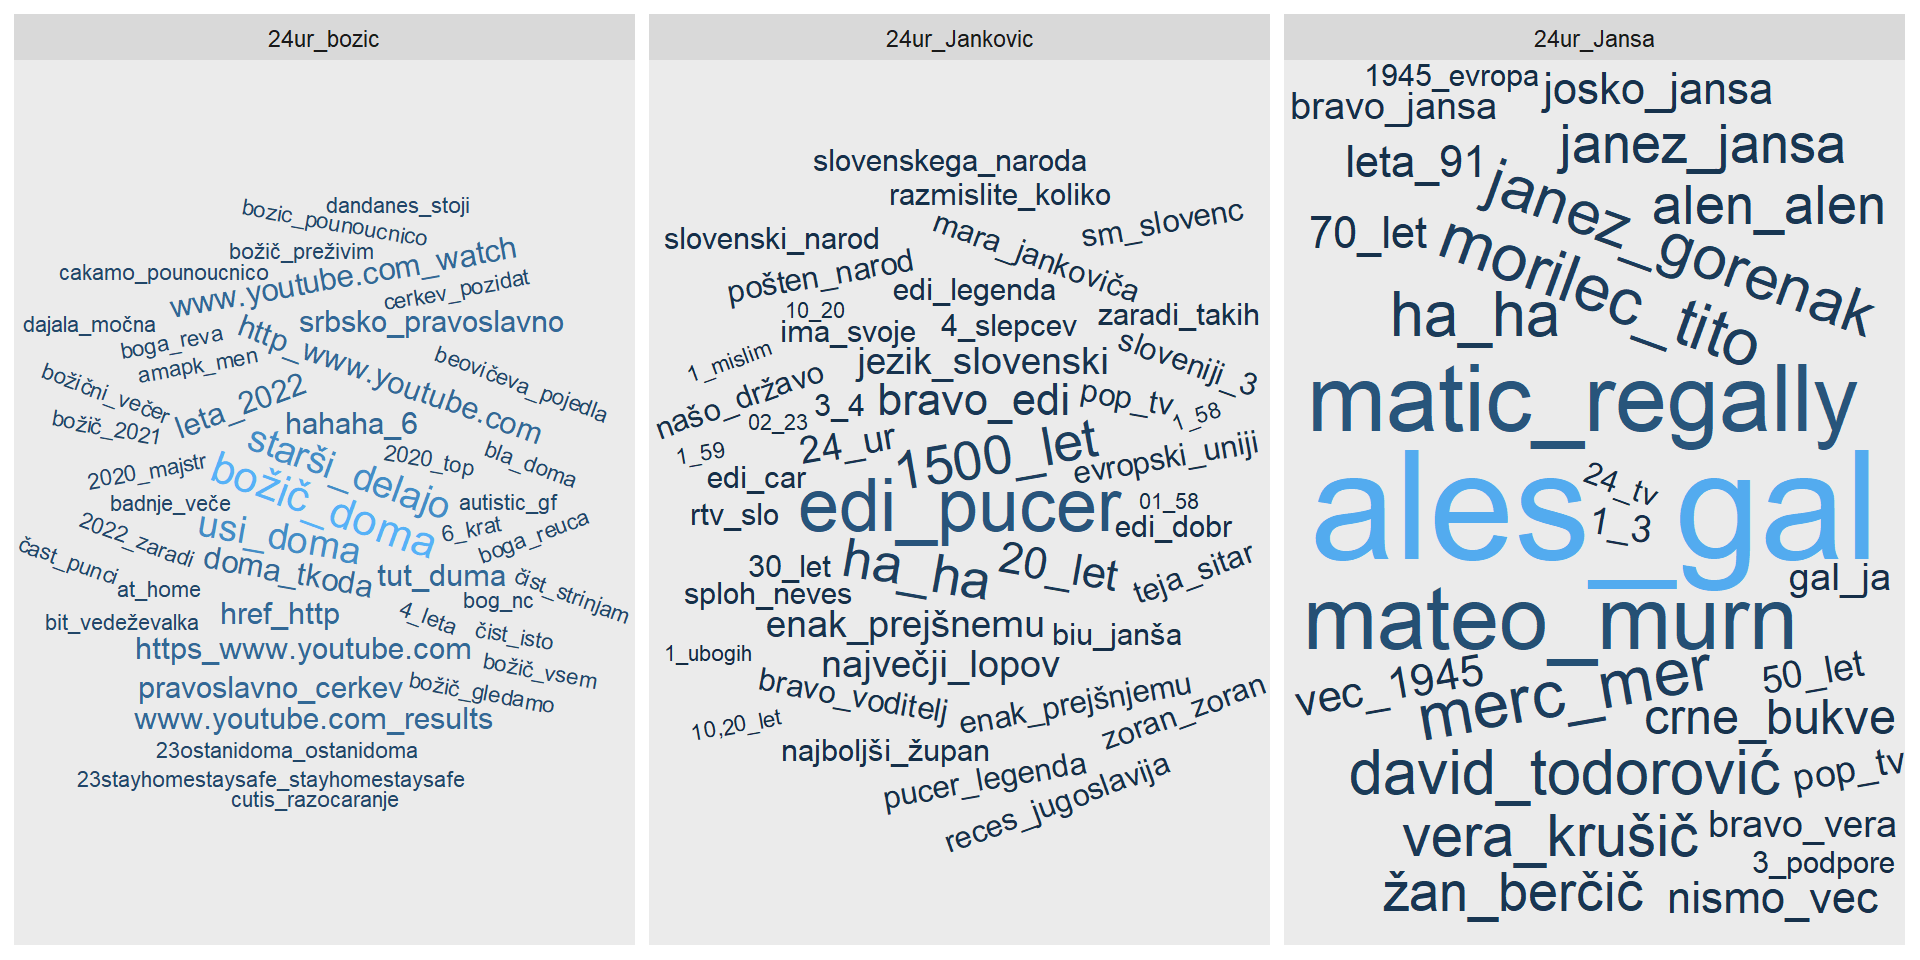 24ur_bozic
dandanes_stoji
bozic_pounoucnico
božič_preživim
www.youtube.com_watch
cakamo_pounoucnico
cerkev_pozidat
dajala_močna
srbsko_pravoslavno
boga_reva
http_www.youtube.com
amapk_men
beovičeva_pojedla
božični_večer
leta_2022
hahaha_6
božič_2021
starši_delajo
2020_top
bla_doma
2020_majstr
božič_doma
badnje_veče
autistic_gf
usi_doma
6_krat
boga_reuca
2022_zaradi
čast_punci
doma_tkoda
tut_duma
čist_strinjam
at_home
bog_nc
href_http
4_leta
bit_vedeževalka
čist_isto
https_www.youtube.com
božič_vsem
pravoslavno_cerkev
božič_gledamo
www.youtube.com_results
23ostanidoma_ostanidoma
23stayhomestaysafe_stayhomestaysafe
cutis_razocaranje
24ur_Jankovic
slovenskega_naroda
razmislite_koliko
sm_slovenc
slovenski_narod
mara_jankoviča
pošten_narod
edi_legenda
10_20
ima_svoje
4_slepcev
zaradi_takih
1_mislim
jezik_slovenski
sloveniji_3
našo_državo
3_4
bravo_edi
pop_tv
02_23
1_58
1_59
24_ur
1500_let
evropski_uniji
edi_car
edi_pucer
01_58
rtv_slo
edi_dobr
30_let
ha_ha
20_let
teja_sitar
sploh_neves
enak_prejšnemu
biu_janša
1_ubogih
največji_lopov
bravo_voditelj
enak_prejšnjemu
zoran_zoran
10,20_let
najboljši_župan
pucer_legenda
reces_jugoslavija
24ur_Jansa
1945_evropa
josko_jansa
bravo_jansa
janez_jansa
leta_91
janez_gorenak
alen_alen
70_let
morilec_tito
ha_ha
matic_regally
ales_gal
24_tv
1_3
gal_ja
mateo_murn
vec_1945
merc_mer
50_let
crne_bukve
david_todorović
pop_tv
vera_krušič
bravo_vera
3_podpore
žan_berčič
nismo_vec